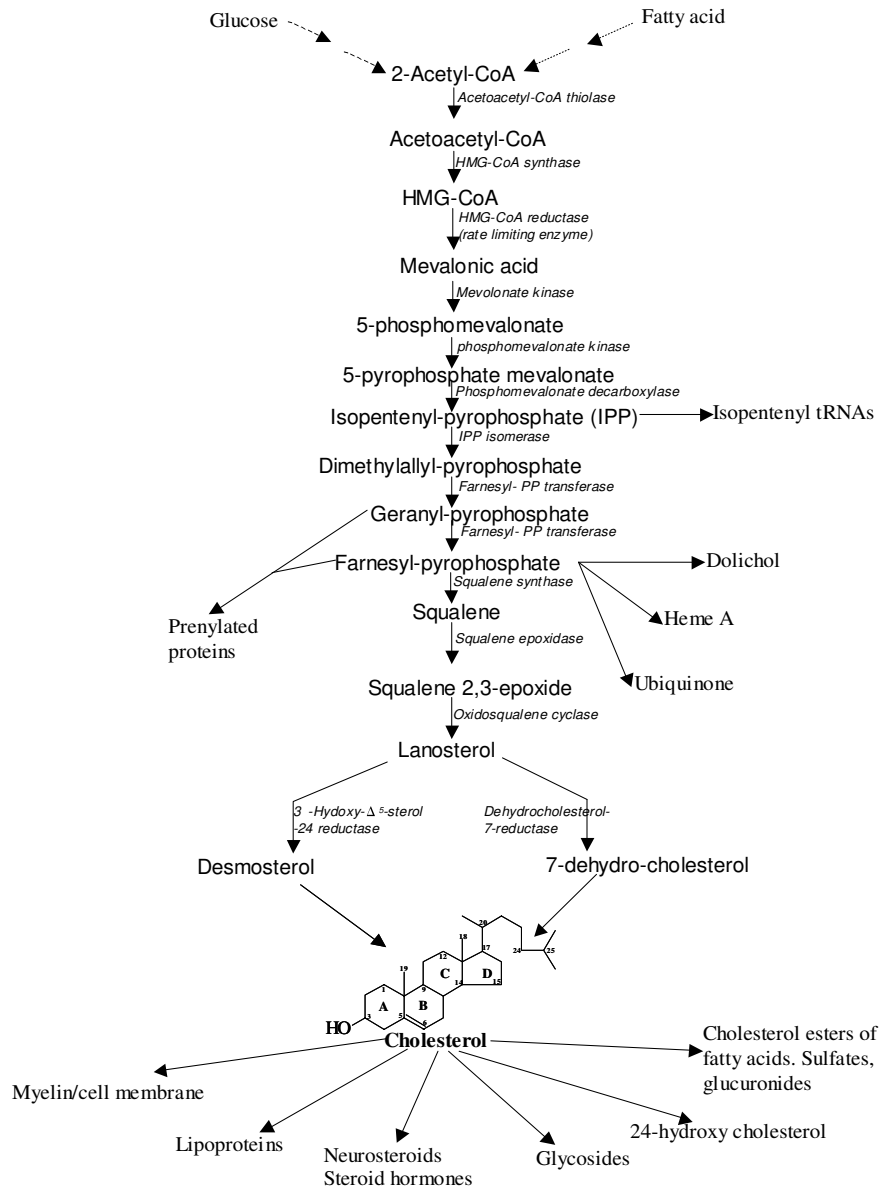 Glucose
Fatty acid
2-Acetyl-CoA
Acetoacetyl-CoA thiolase
Acetoacetyl-CoA
HMG-CoA synthase
HMG-CoA
HMG-CoA reductase
(rate limiting enzyme)
Mevalonic acid
Mevolonate kinase
5-phosphomevalonate
phosphomevalonate kinase
5-pyrophosphate mevalonate
Phosphomevalonate decarboxylase
Isopentenyl-pyrophosphate (IPP)
Isopentenyl tRNAs
IPP isomerase
Dimethylallyl-pyrophosphate
Farnesyl- PP transferase
Geranyl-pyrophosphate
Farnesyl- PP transferase
Farnesyl-pyrophosphate
Dolichol
Squalene synthase
Squalene
Heme A
Prenylated
proteins
Squalene epoxidase
Ubiquinone
Squalene 2,3-epoxide
Oxidosqualene cyclase
Lanosterol
3 -Hydoxy-Δ 5-sterol
-24 reductase
Dehydrocholesterol-
7-reductase
Desmosterol
7-dehydro-cholesterol
20
18
17
24
25
12
19
C
D
1
9
14
15
A
B
HO
3
5
6
Cholesterol
Cholesterol esters of
fatty acids. Sulfates,
glucuronides
Myelin/cell membrane
24-hydroxy cholesterol
Lipoproteins
Neurosteroids
Steroid hormones
Glycosides